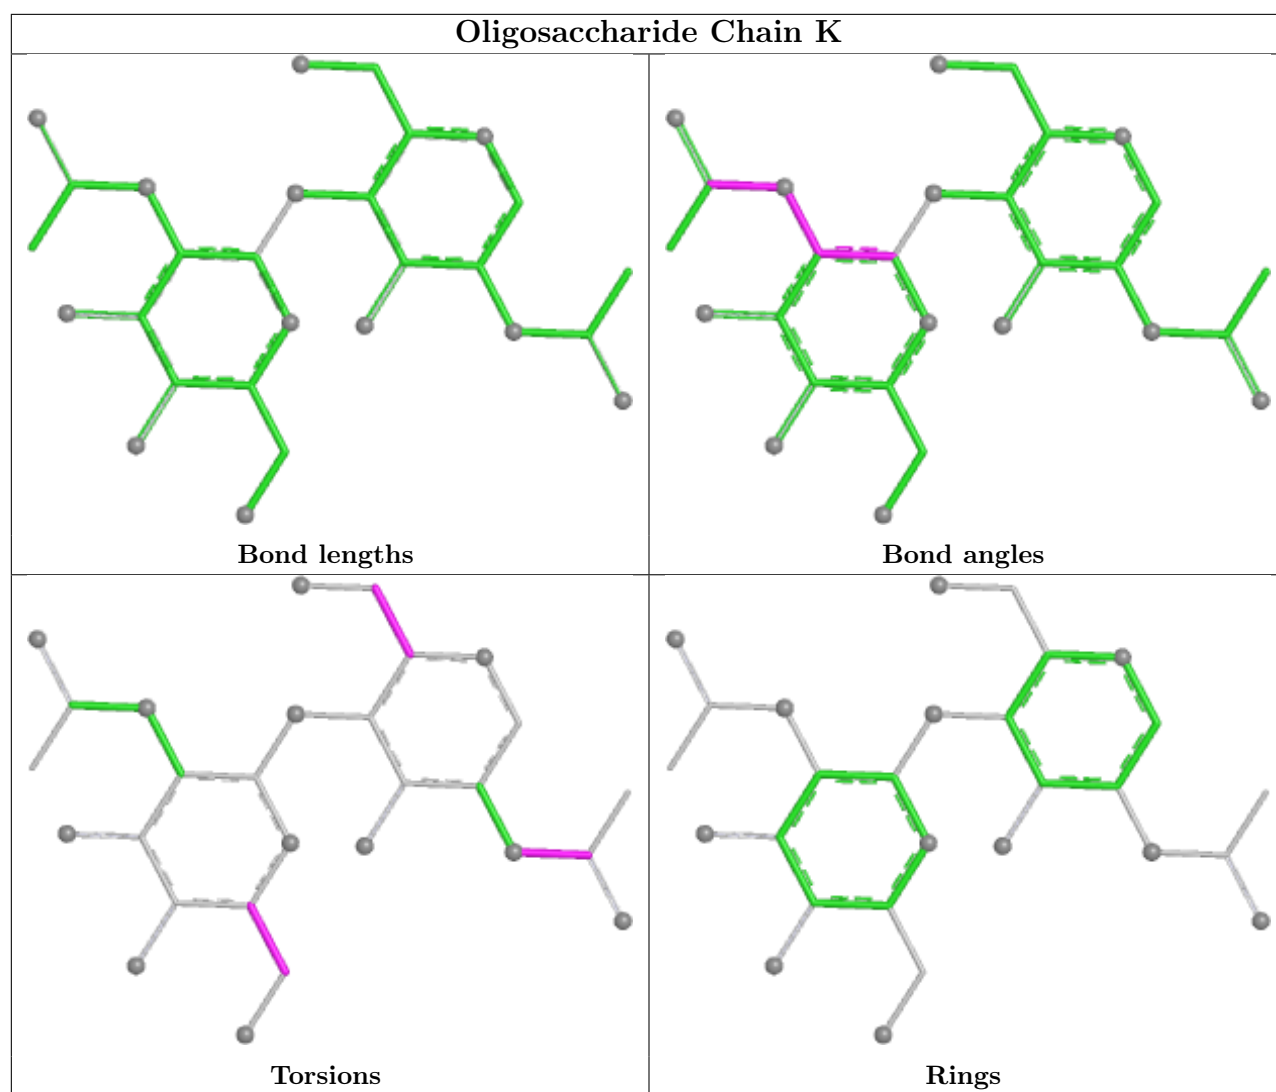 Oligosaccharide Chain K
Bond lengths
Bond angles
Torsions
Rings